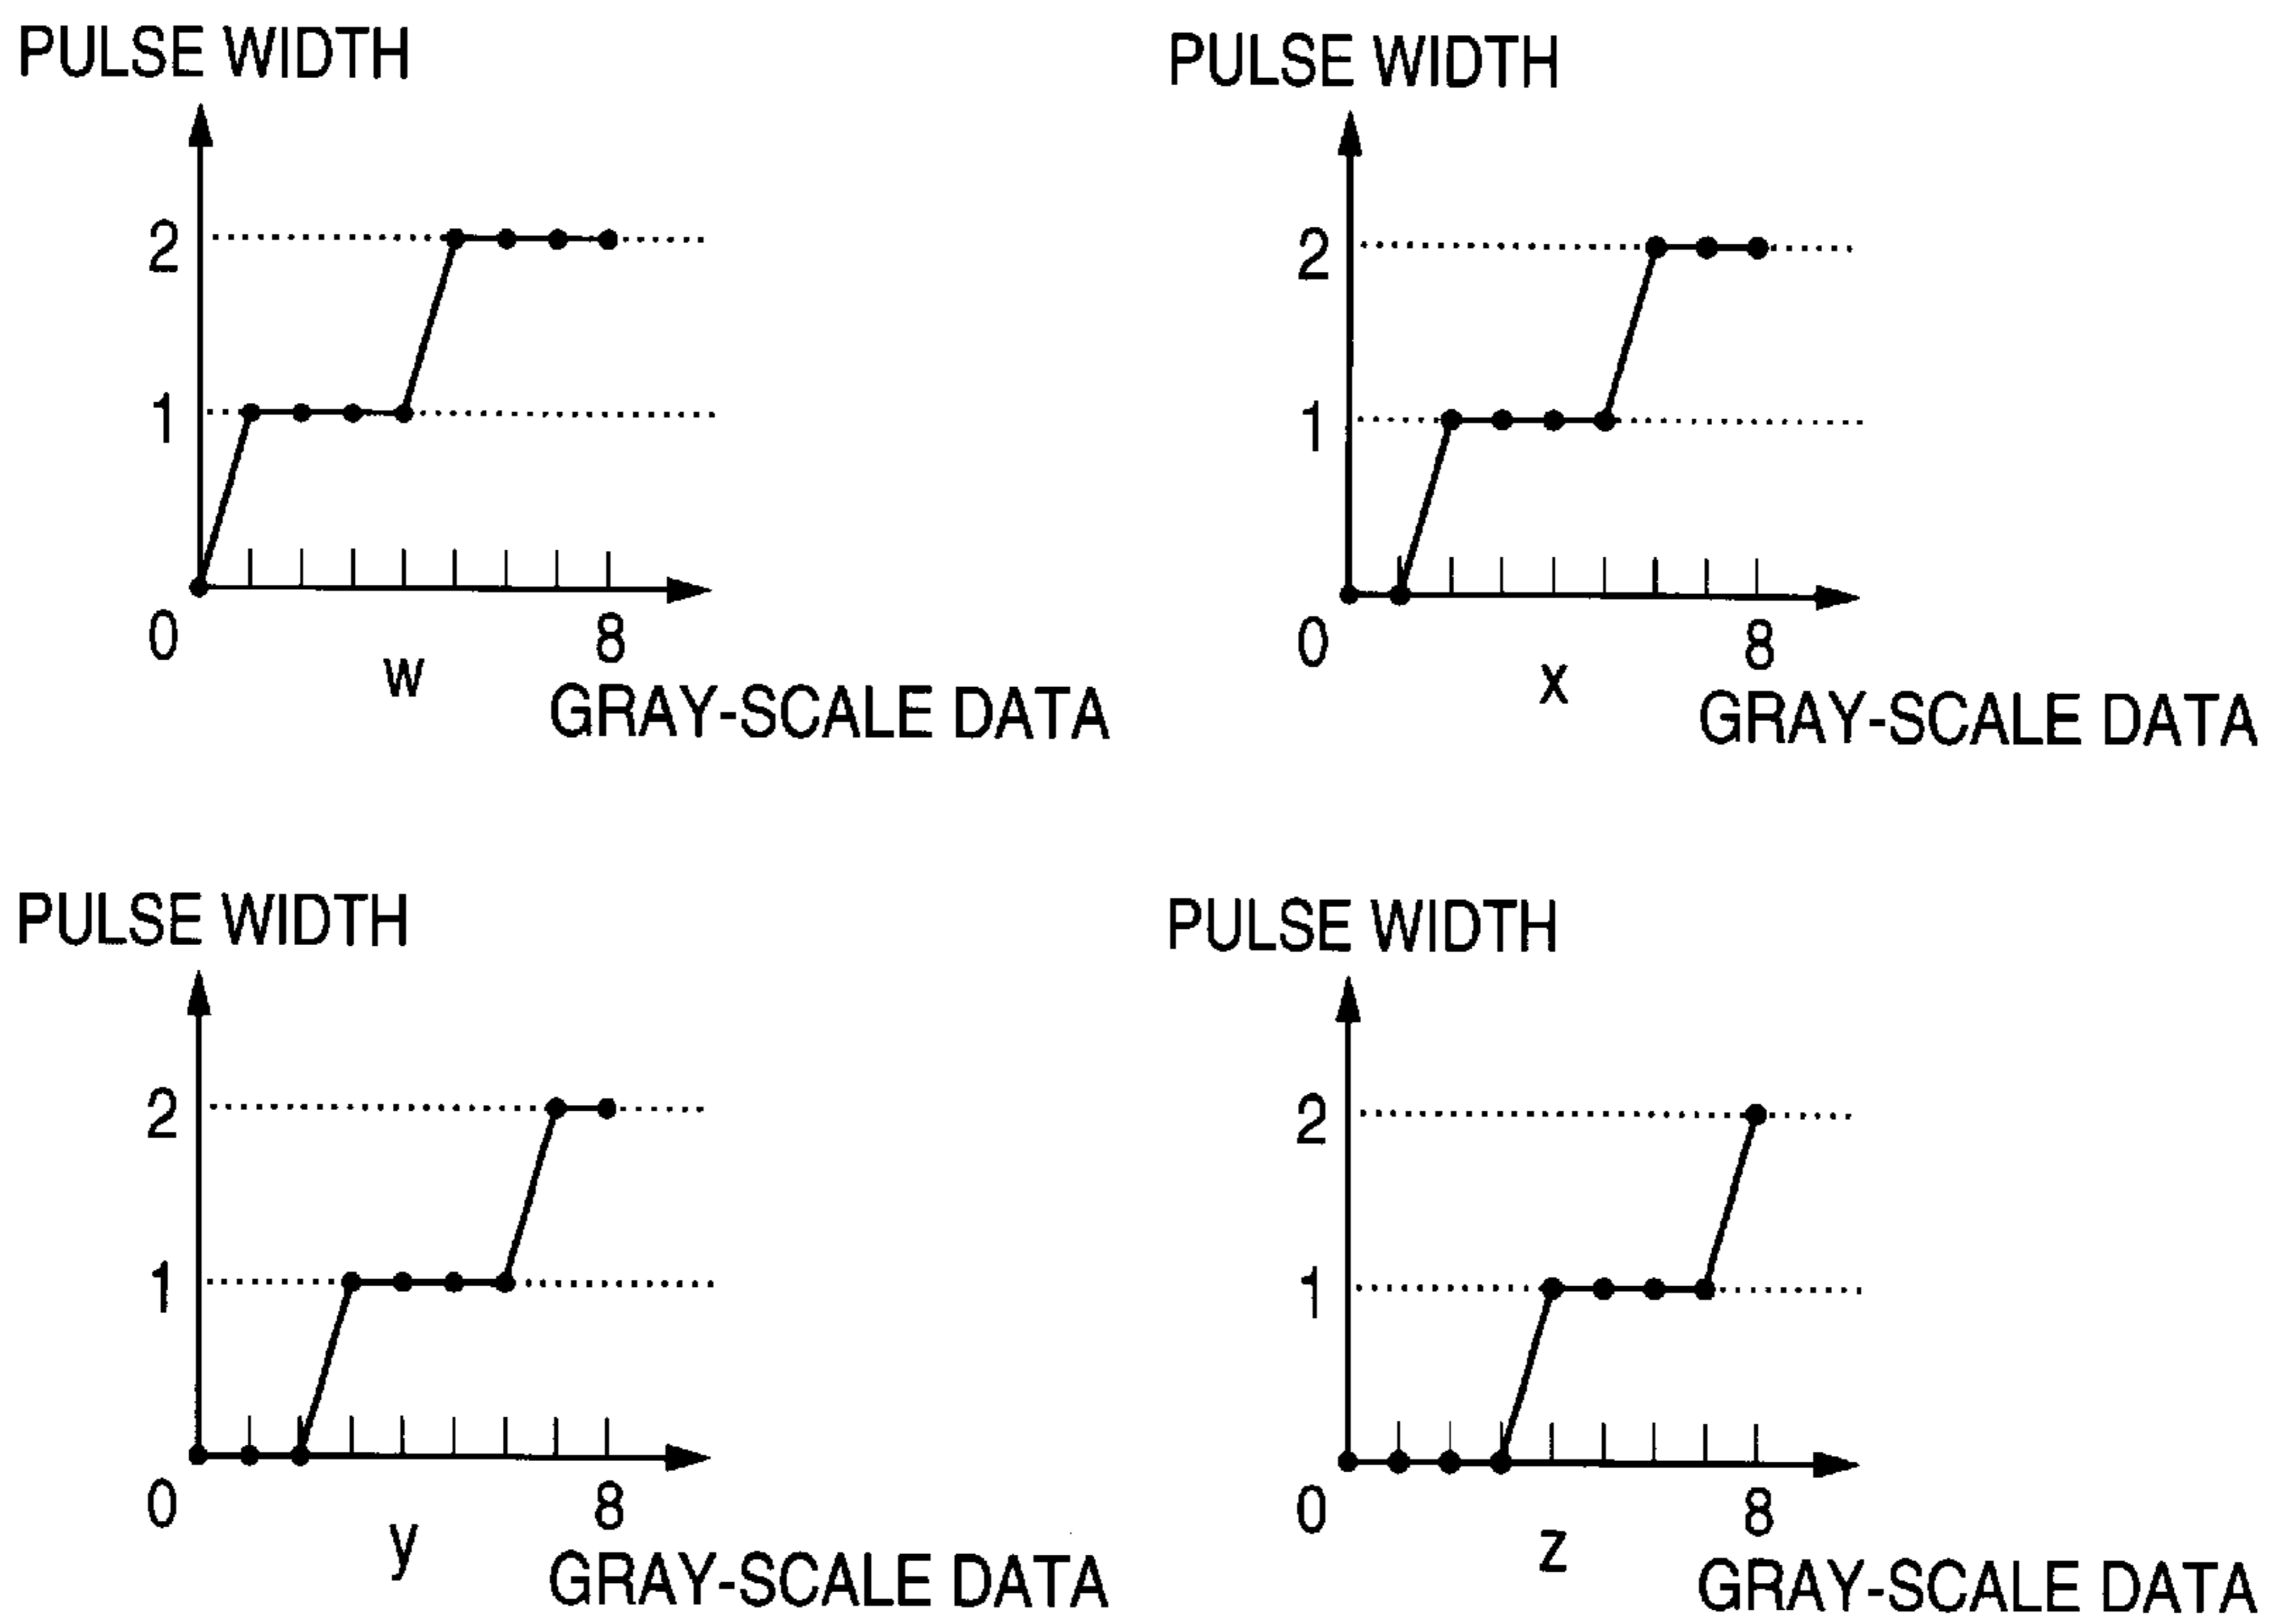 PULSE WIDTH
2
1
0
8
w
GRAY-SCALE DATA
PULSE WIDTH
2
1
0
8
x
GRAY-SCALE DATA
PULSE WIDTH
2
1
0
8
y
GRAY-SCALE DATA
PULSE WIDTH
2
1
0
8
z
GRAY-SCALE DATA